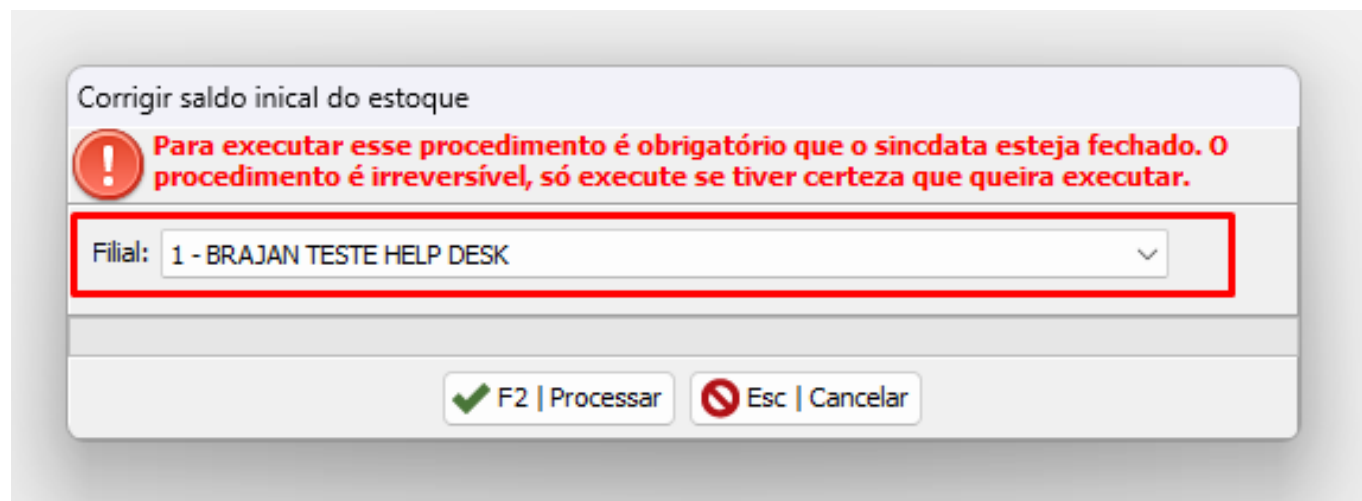 Corrigir saldo inical do estoque
Para executar esse procedimento é obrigatório que o sincdata esteja fechado. O
procedimento é irreversível, só execute se tiver certeza que queira executar.
Filial: 1 - BRAJAN TESTE HELP DESK
F2 | Processar Esc | Cancelar